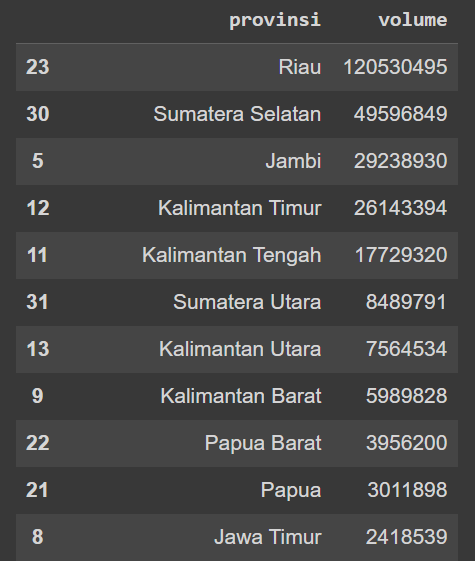 provinsi volume
23 Riau 120530495
30 Sumatera Selatan 49596849
5 Jambi 29238930
12 Kalimantan Timur 26143394
11 Kalimantan Tengah 17729320
31 Sumatera Utara 8489791
13 Kalimantan Utara 7564534
9 Kalimantan Barat 5989828
22 Papua Barat 3956200
21 Papua 3011898
8 Jawa Timur 2418539